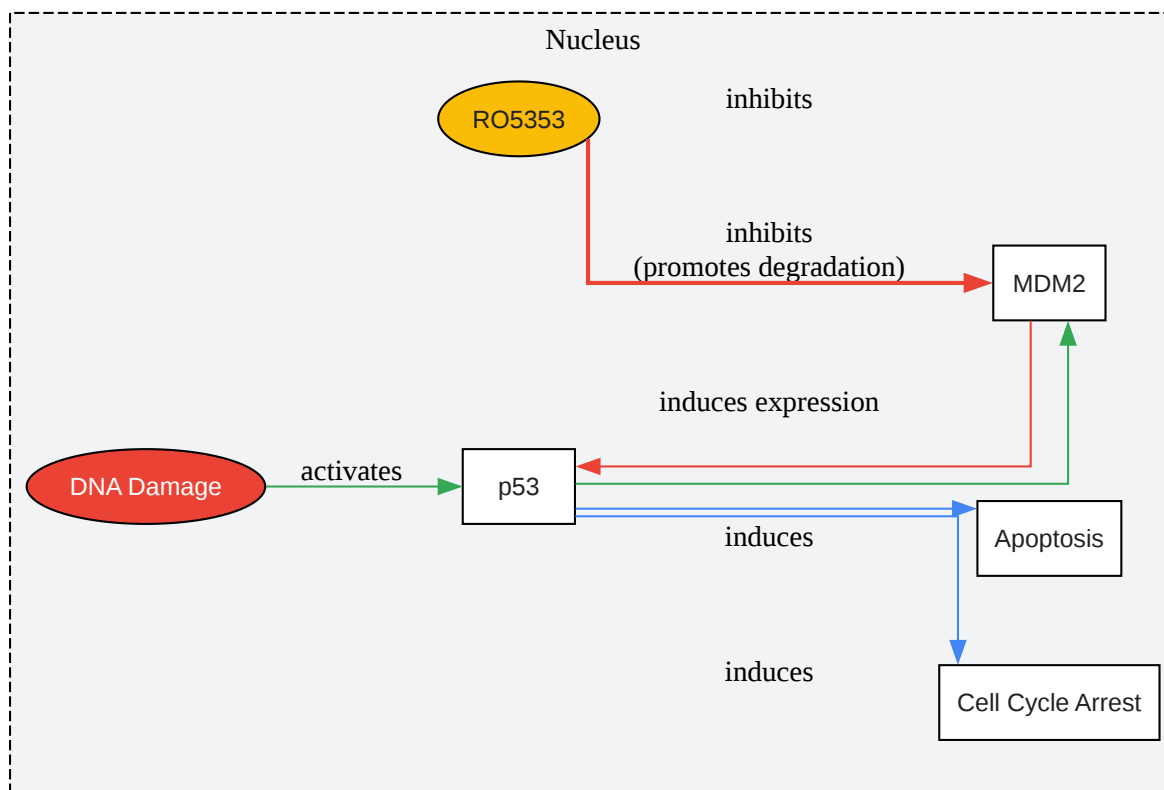 Nucleus
inhibits
RO5353
inhibits
(promotes degradation)
MDM2
induces expression
DNA Damage
activates
p53
induces
Apoptosis
induces
Cell Cycle Arrest